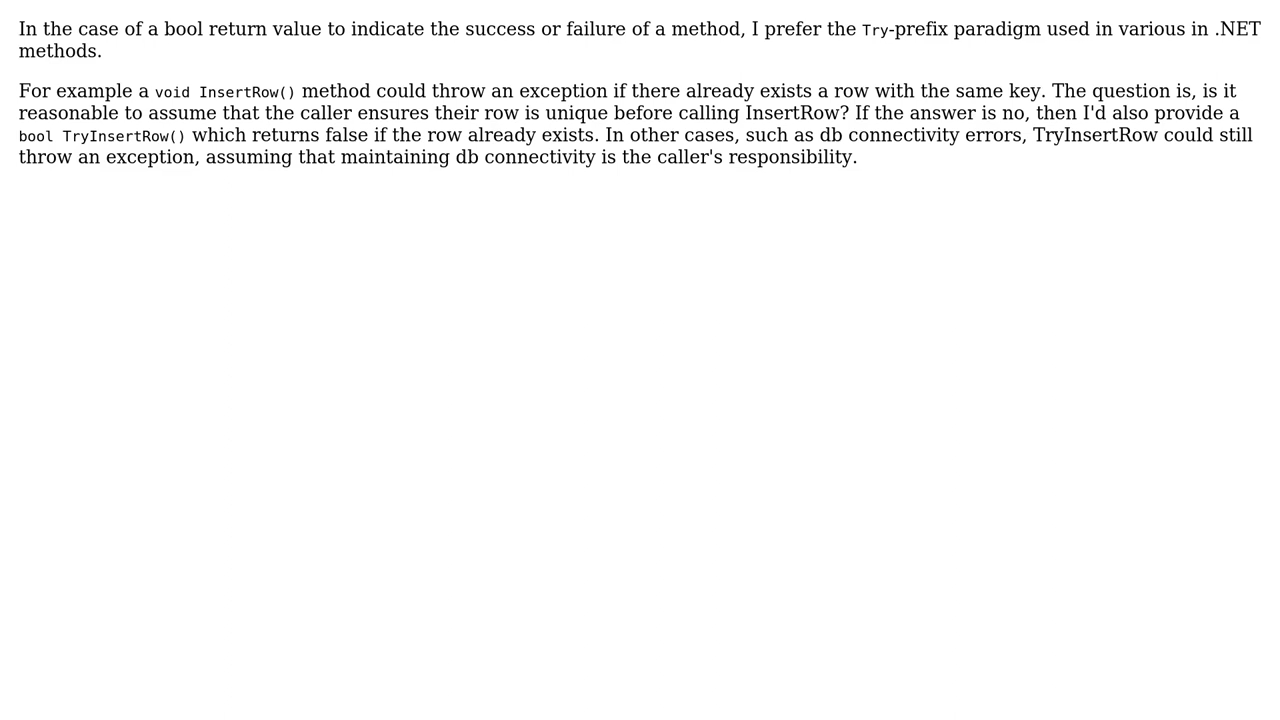 In the case of a bool return value to indicate the success or failure of a method, I prefer the Try-prefix paradigm used in various in .NET
methods.
For example a void InsertRow() method could throw an exception if there already exists a row with the same key. The question is, is it
reasonable to assume that the caller ensures their row is unique before calling InsertRow? If the answer is no, then I'd also provide a
bool TryInsertRow() which returns false if the row already exists. In other cases, such as db connectivity errors, TryInsertRow could still
throw an exception, assuming that maintaining db connectivity is the caller's responsibility.